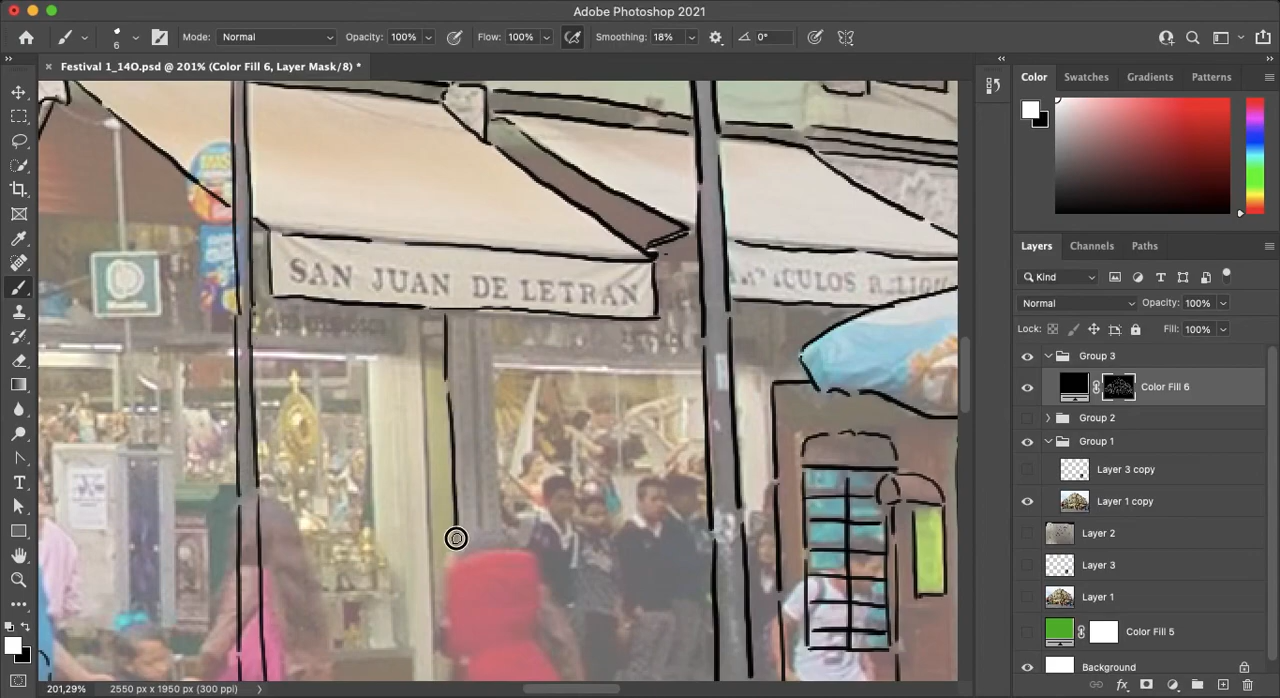 Adobe Photoshop 2021
6
Mode: Normal
Opacity: 100%
Flow: 100%
Smoothing: 18%
0°
Festival 1_14O.psd @ 201% (Color Fill 6, Layer Mask/8) *
Color Swatches Gradients Patterns
SAN JUAN DE LETRAN
Layers Channels Paths
Kind
Normal Opacity: 100%
Lock: Fill: 100%
Group 3
Color Fill 6
Group 2
Group 1
Layer 3 copy
Layer 1 copy
Layer 2
Layer 3
Layer 1
Color Fill 5
Background
201,29% 2550 px x 1950 px (300 ppi)